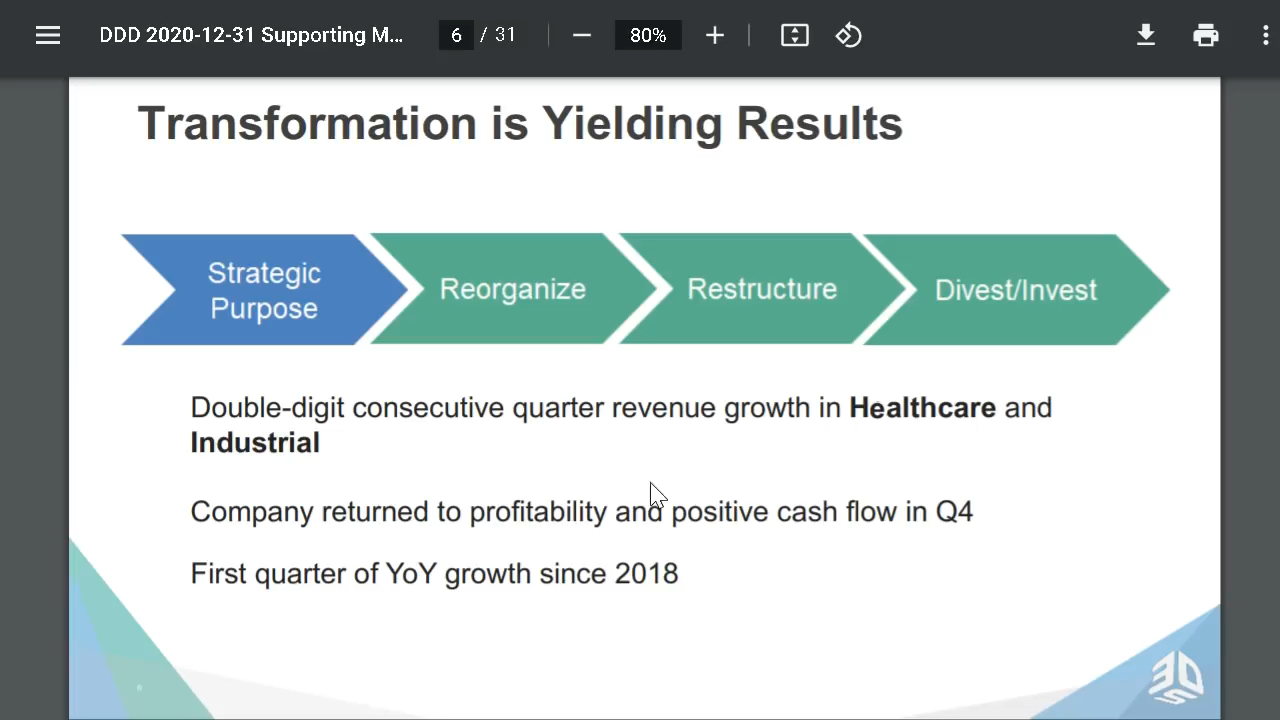 DDD 2020-12-31 Supporting M... 6 / 31 80%
Transformation is Yielding Results
Strategic
Purpose
Reorganize
Restructure
Divest/Invest
Double-digit consecutive quarter revenue growth in Healthcare and
Industrial
Company returned to profitability and positive cash flow in Q4
First quarter of YoY growth since 2018
3DS